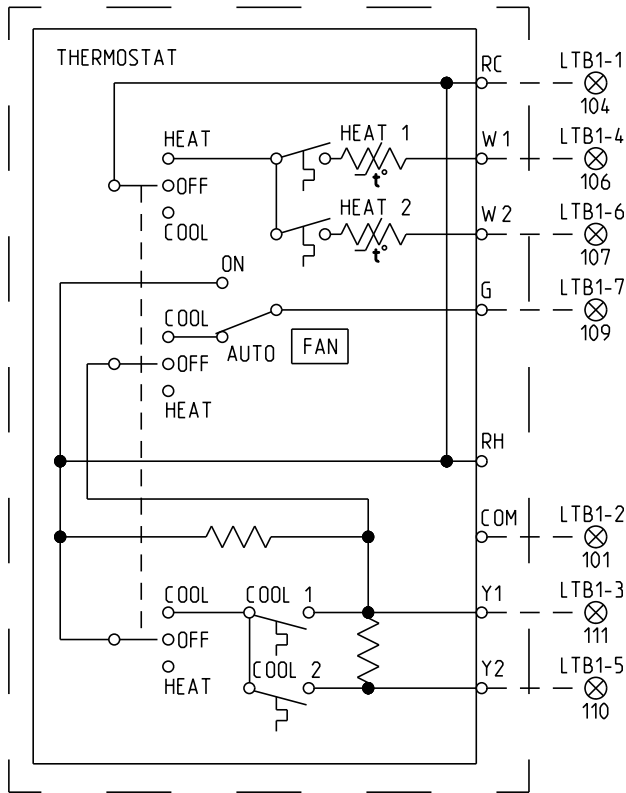 THERMOSTAT
RC
LTB1-1
104
HEAT
HEAT 1
W1
LTB1-4
106
OFF
t°
COOL
HEAT 2
W2
LTB1-6
107
t°
ON
G
LTB1-7
109
COOL
AUTO
FAN
OFF
HEAT
RH
COM
LTB1-2
101
COOL
COOL 1
Y1
LTB1-3
111
OFF
HEAT
COOL 2
Y2
LTB1-5
110